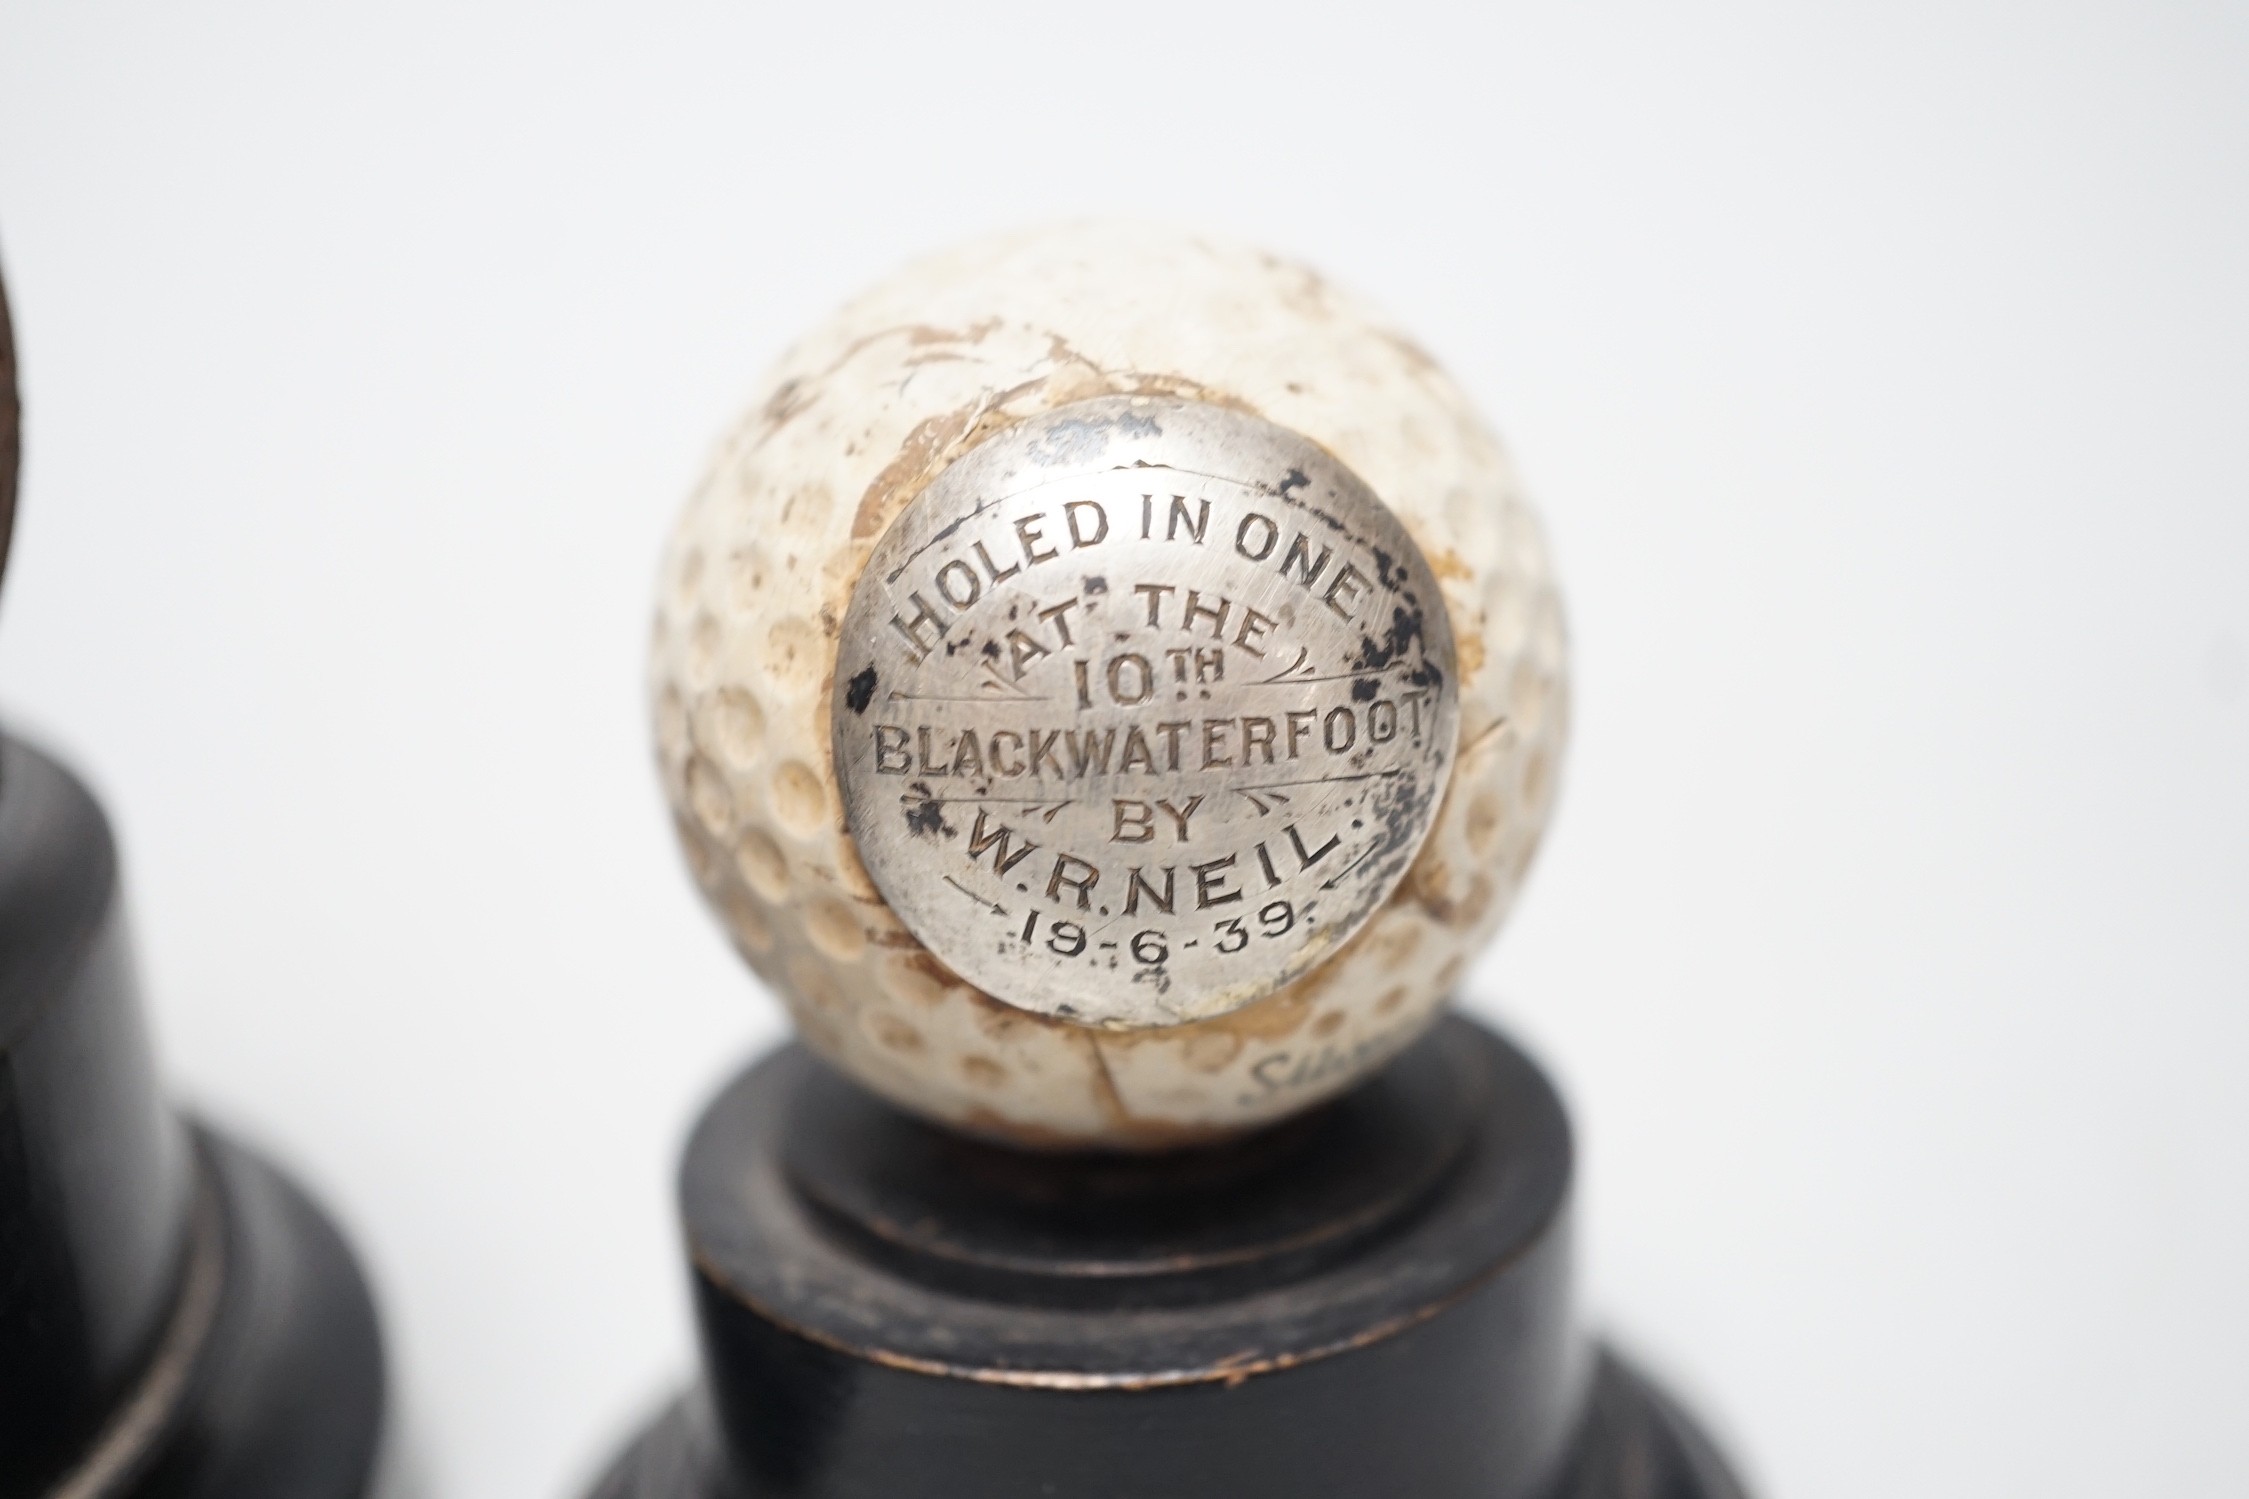 HOLED IN ONE
AT THE
10TH
BLACKWATERFOOT
BY
W.R.NEIL.
19-6-39.